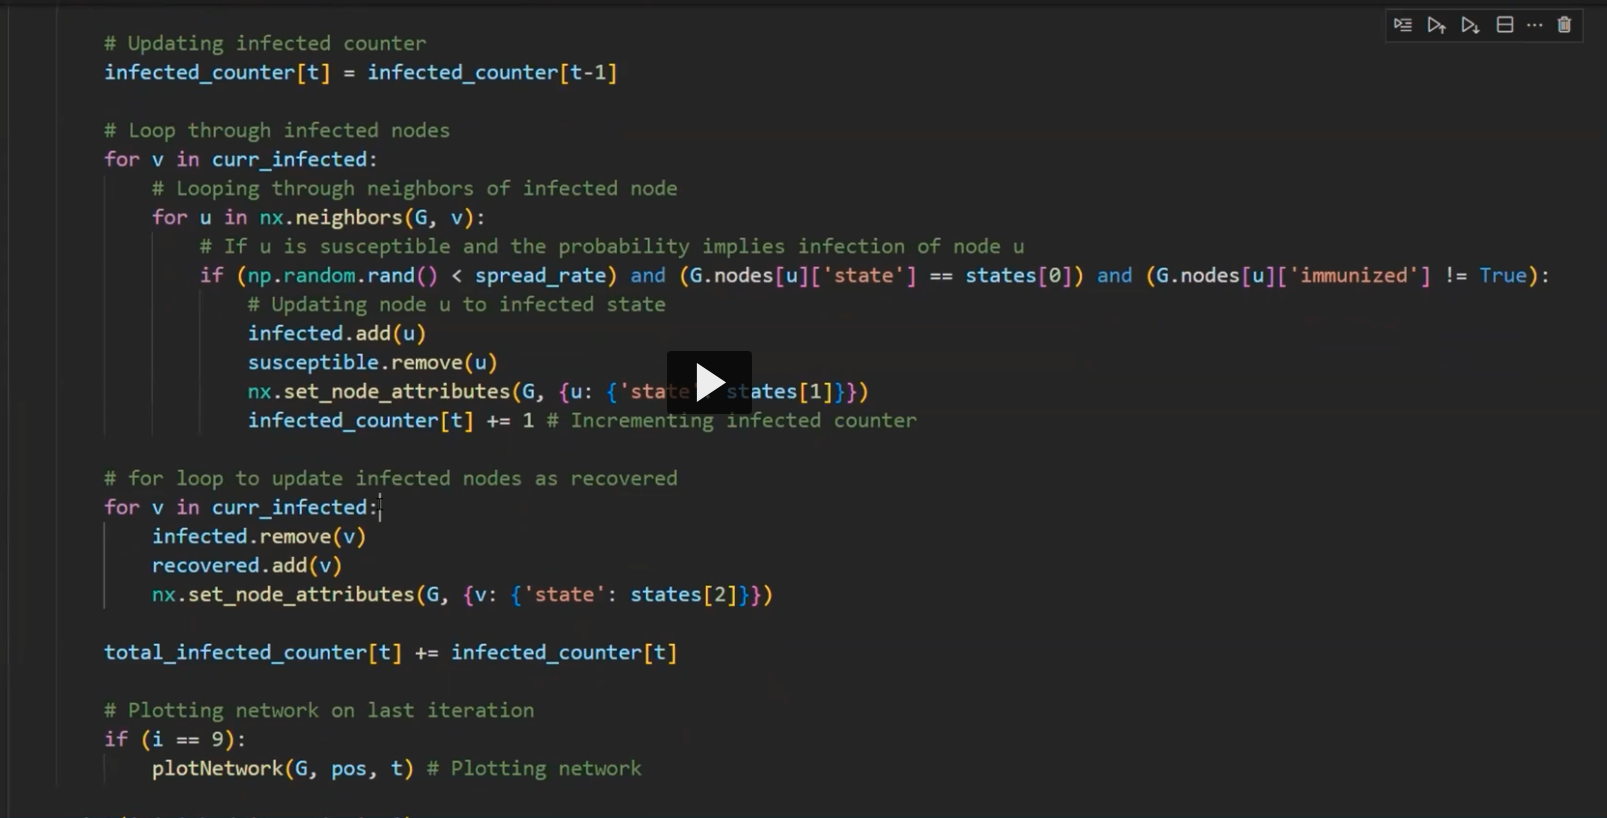 # Updating infected counter
infected_counter[t] = infected_counter[t-1]
# Loop through infected nodes
for v in curr_infected:
# Looping through neighbors of infected node
for u in nx.neighbors(G, v):
# If u is susceptible and the probability implies infection of node u
if (np.random.rand() < spread_rate) and (G.nodes[u]['state'] == states[0]) and (G.nodes[u]['immunized'] != True):
# Updating node u to infected state
infected.add(u)
susceptible.remove(u)
nx.set_node_attributes(G, {u: {'state': states[1]}})
infected_counter[t] += 1 # Incrementing infected counter
# for loop to update infected nodes as recovered
for v in curr_infected:
infected.remove(v)
recovered.add(v)
nx.set_node_attributes(G, {v: {'state': states[2]}})
total_infected_counter[t] += infected_counter[t]
# Plotting network on last iteration
if (i == 9):
plotNetwork(G, pos, t) # Plotting network